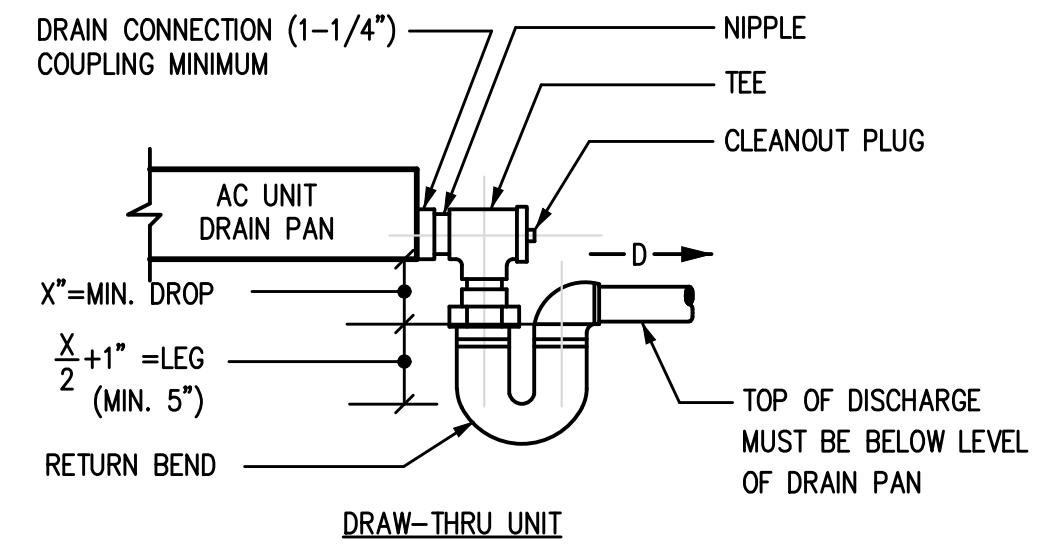 DRAIN CONNECTION (1-1/4")
COUPLING MINIMUM
NIPPLE
TEE
CLEANOUT PLUG
AC UNIT
DRAIN PAN
D
X"=MIN. DROP
X
2
+1" =LEG
(MIN. 5")
RETURN BEND
TOP OF DISCHARGE
MUST BE BELOW LEVEL
OF DRAIN PAN
DRAW-THRU UNIT